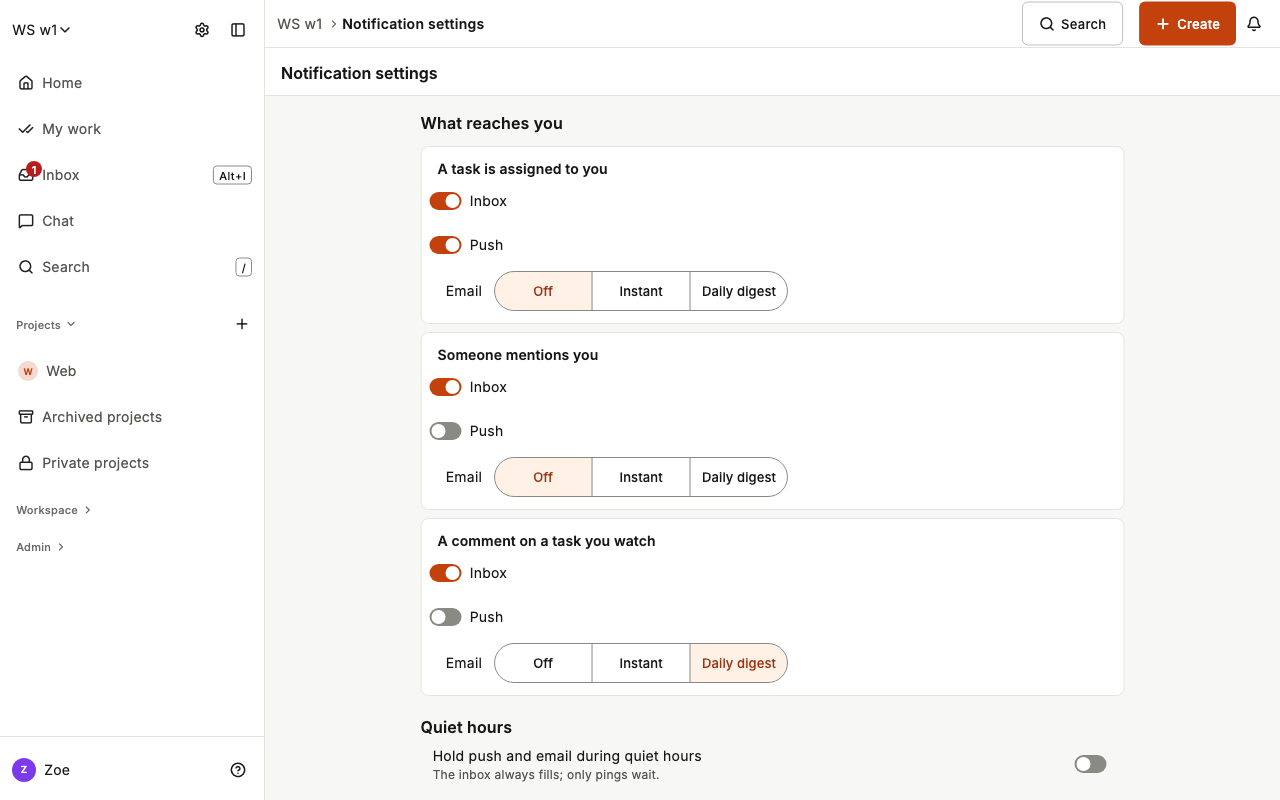 WS w1
Home
My work
1
Inbox
Alt+I
Chat
Search
/
Projects
W
Web
Archived projects
Private projects
Workspace
Admin
Z
Zoe
WS w1 > Notification settings
Search
Create
Notification settings
What reaches you
A task is assigned to you
Inbox
Push
Email Off Instant Daily digest
Someone mentions you
Inbox
Push
Email Off Instant Daily digest
A comment on a task you watch
Inbox
Push
Email Off Instant Daily digest
Quiet hours
Hold push and email during quiet hours
The inbox always fills; only pings wait.